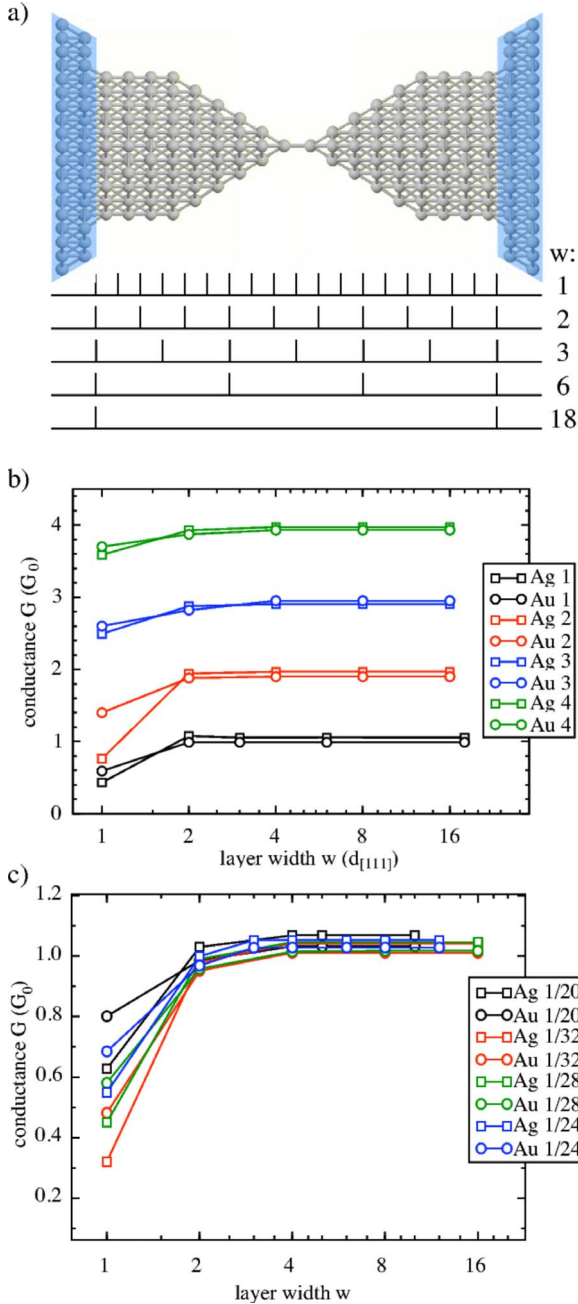 a)
w:
1
2
3
6
18
b)
4
3
2
1
0
conductance G (G0)
Ag 1
Au 1
Ag 2
Au 2
Ag 3
Au 3
Ag 4
Au 4
1 2 4 8 16
layer width w (d[111])
c)
1.2
1.0
0.8
0.6
0.4
0.2
conductance G (G0)
Ag 1/20
Au 1/20
Ag 1/32
Au 1/32
Ag 1/28
Au 1/28
Ag 1/24
Au 1/24
1 2 4 8 16
layer width w